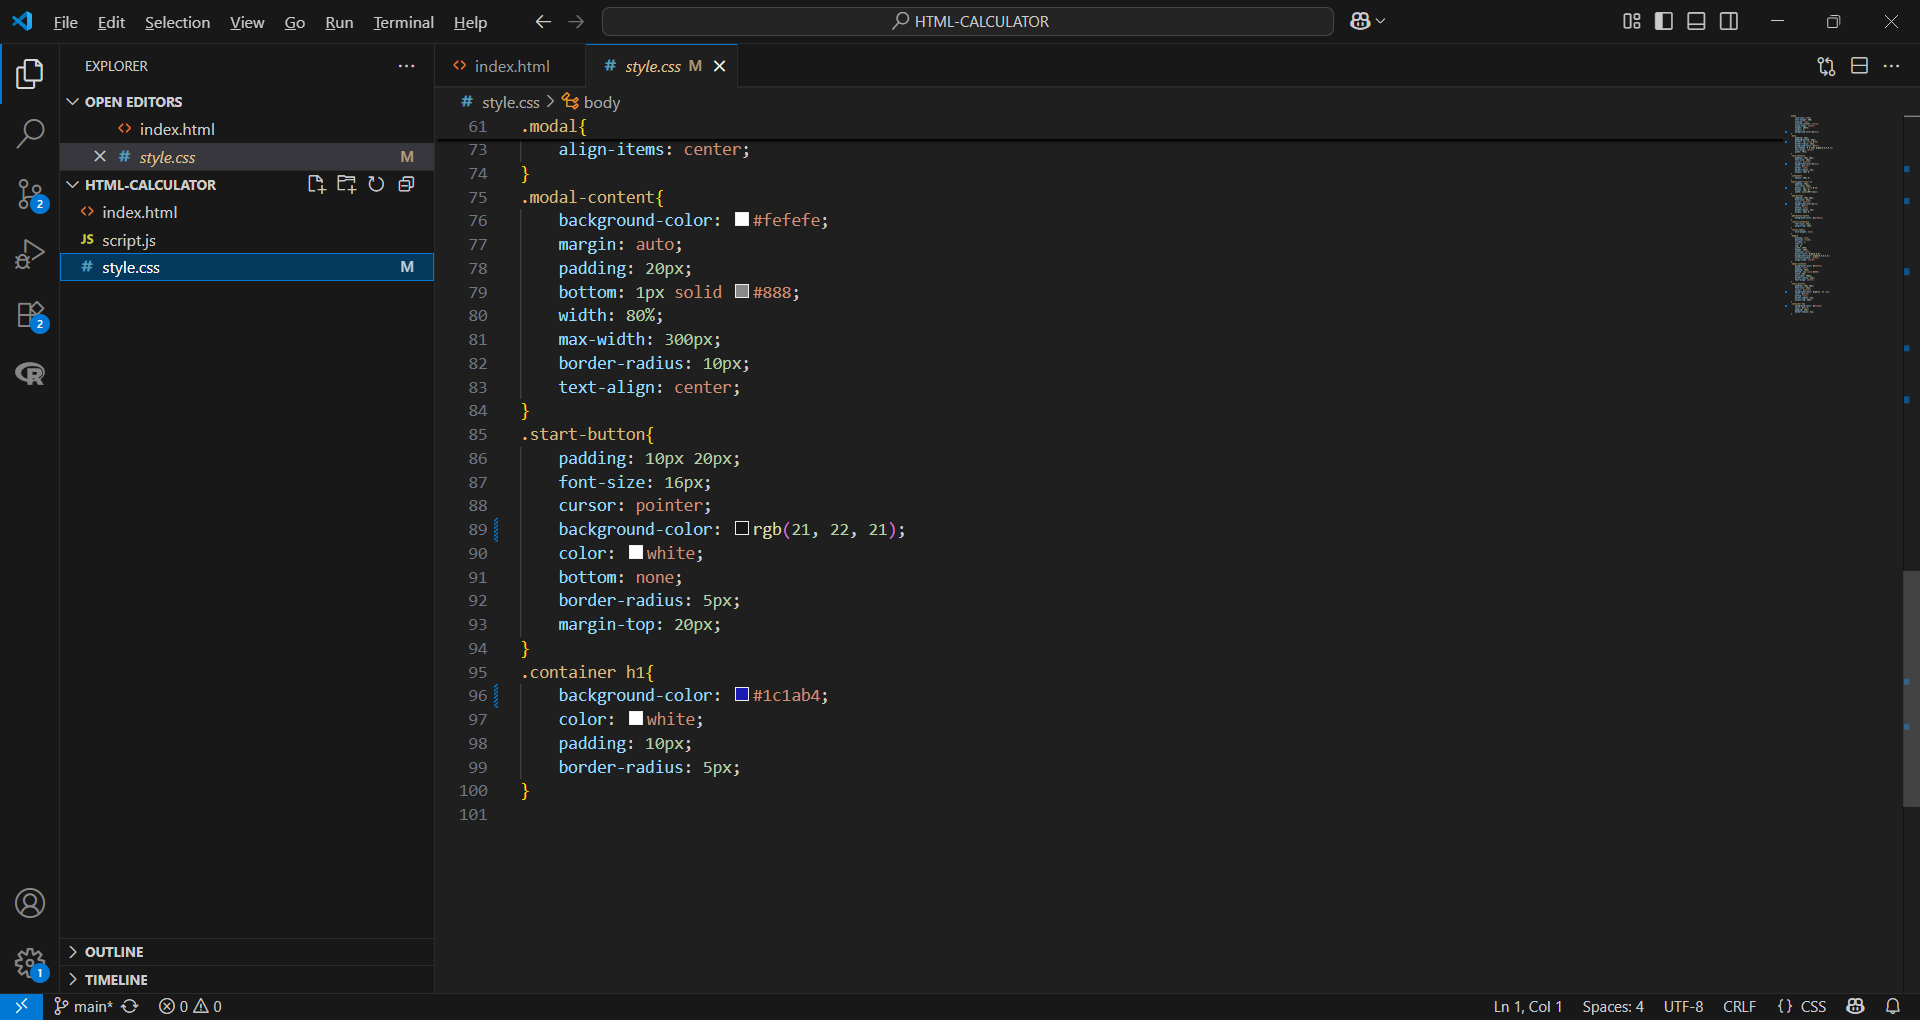 File Edit Selection View Go Run Terminal Help
HTML-CALCULATOR
EXPLORER
OPEN EDITORS
index.html
style.css M
HTML-CALCULATOR
index.html
JS script.js
# style.css M
2
2
1
OUTLINE
TIMELINE
index.html
# style.css M
# style.css > body
61 .modal{
73 align-items: center;
74 }
75 .modal-content{
76 background-color: #fefefe;
77 margin: auto;
78 padding: 20px;
79 bottom: 1px solid #888;
80 width: 80%;
81 max-width: 300px;
82 border-radius: 10px;
83 text-align: center;
84 }
85 .start-button{
86 padding: 10px 20px;
87 font-size: 16px;
88 cursor: pointer;
89 background-color: rgb(21, 22, 21);
90 color: white;
91 bottom: none;
92 border-radius: 5px;
93 margin-top: 20px;
94 }
95 .container h1{
96 background-color: #1c1ab4;
97 color: white;
98 padding: 10px;
99 border-radius: 5px;
100 }
101
main* 0 0
Ln 1, Col 1 Spaces: 4 UTF-8 CRLF {} CSS